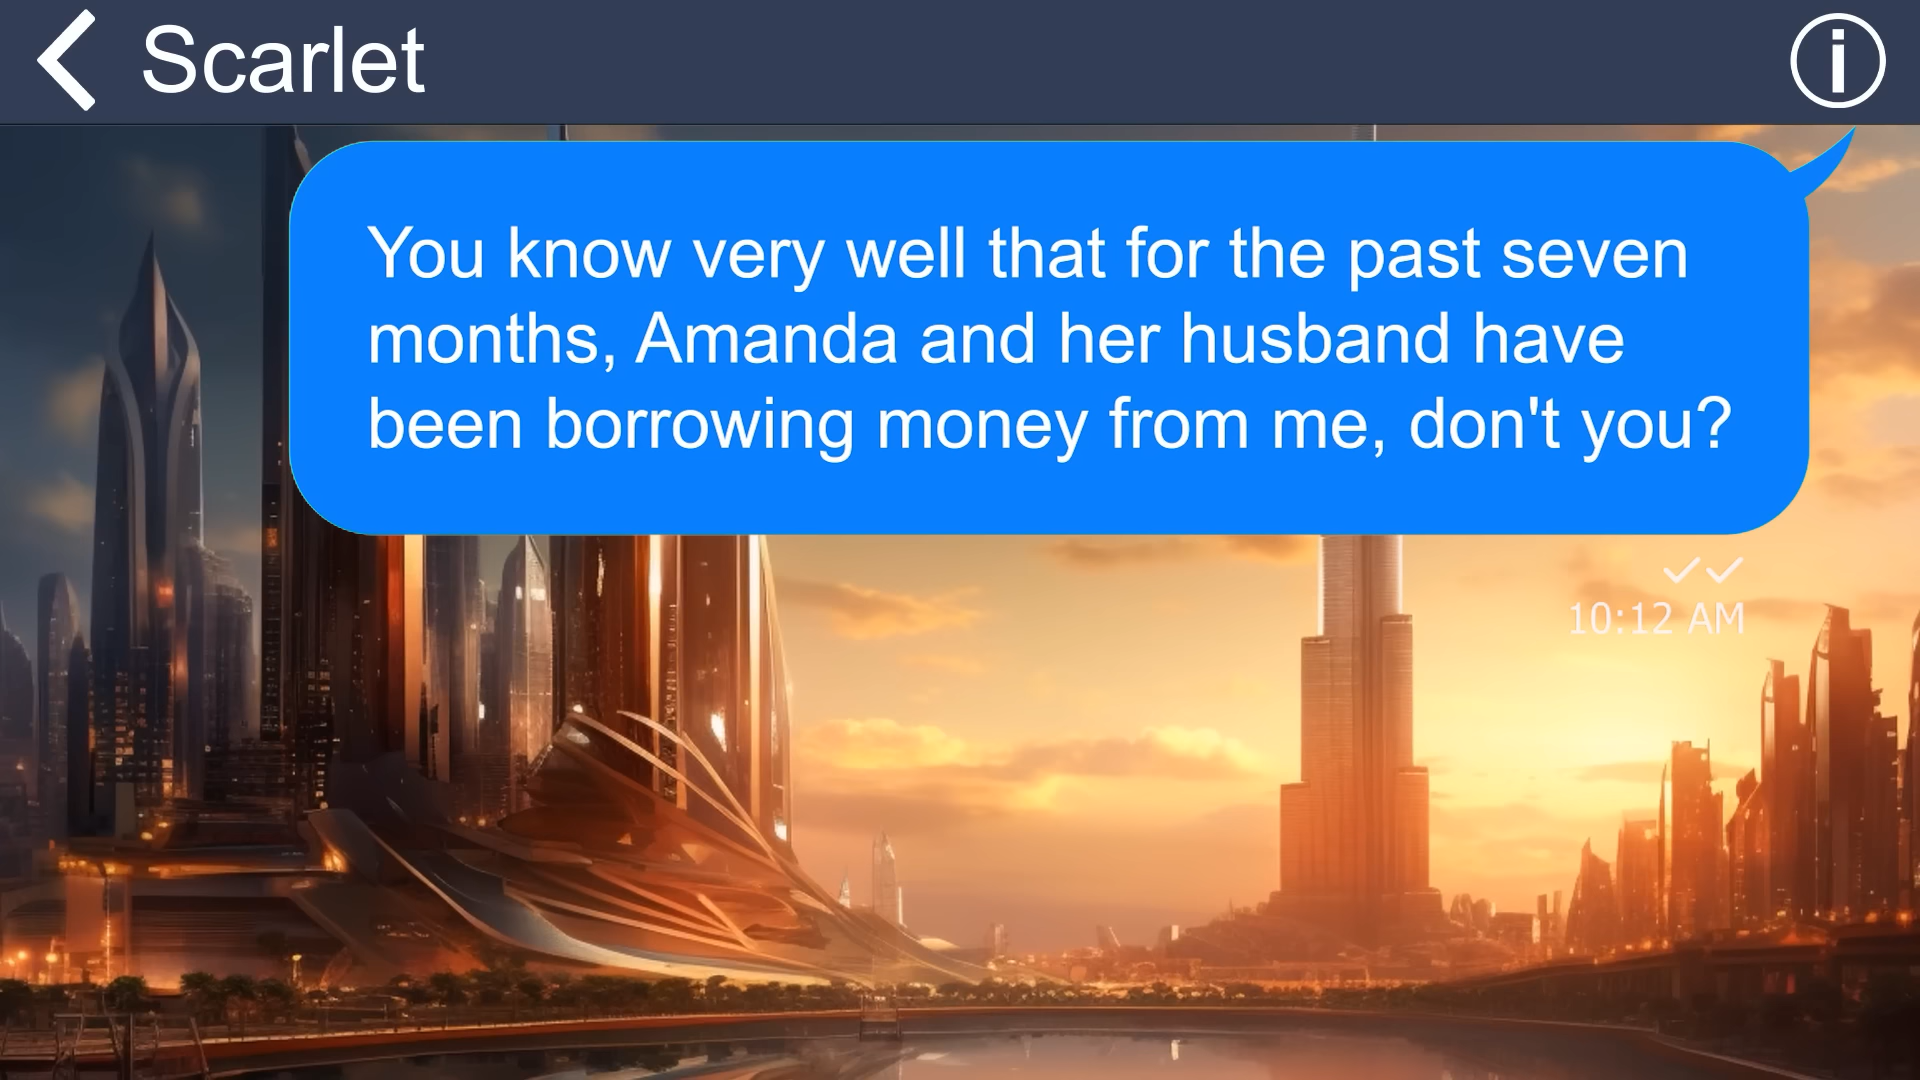 Scarlet
You know very well that for the past seven
months, Amanda and her husband have
been borrowing money from me, don't you?
10:12 AM